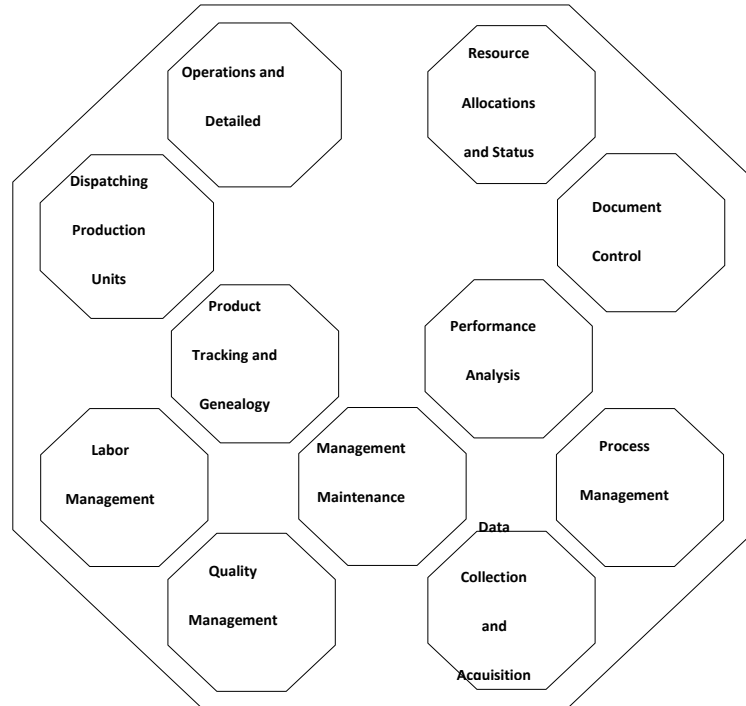 Operations and
Detailed
Resource
Allocations
and Status
Dispatching
Production
Units
Document
Control
Product
Tracking and
Genealogy
Performance
Analysis
Labor
Management
Management
Maintenance
Process
Management
Quality
Management
Data
Collection
and
Acquisition